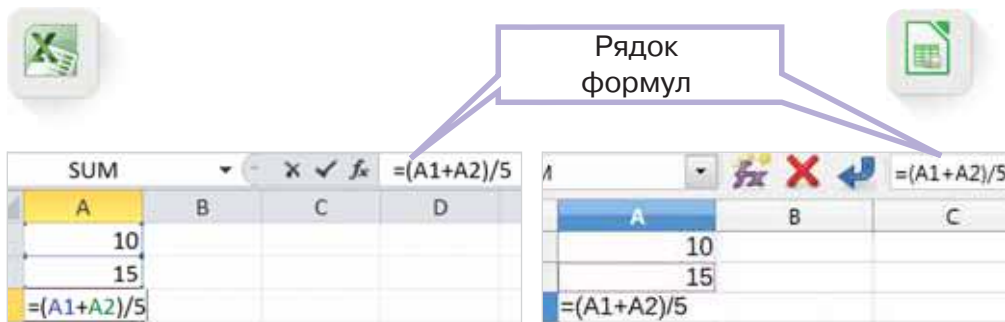 Рядок
формул
SUM fx =(A1+A2)/5
A B C D
10
15
=(A1+A2)/5
=(A1+A2)/5
A B C
10
15
=(A1+A2)/5